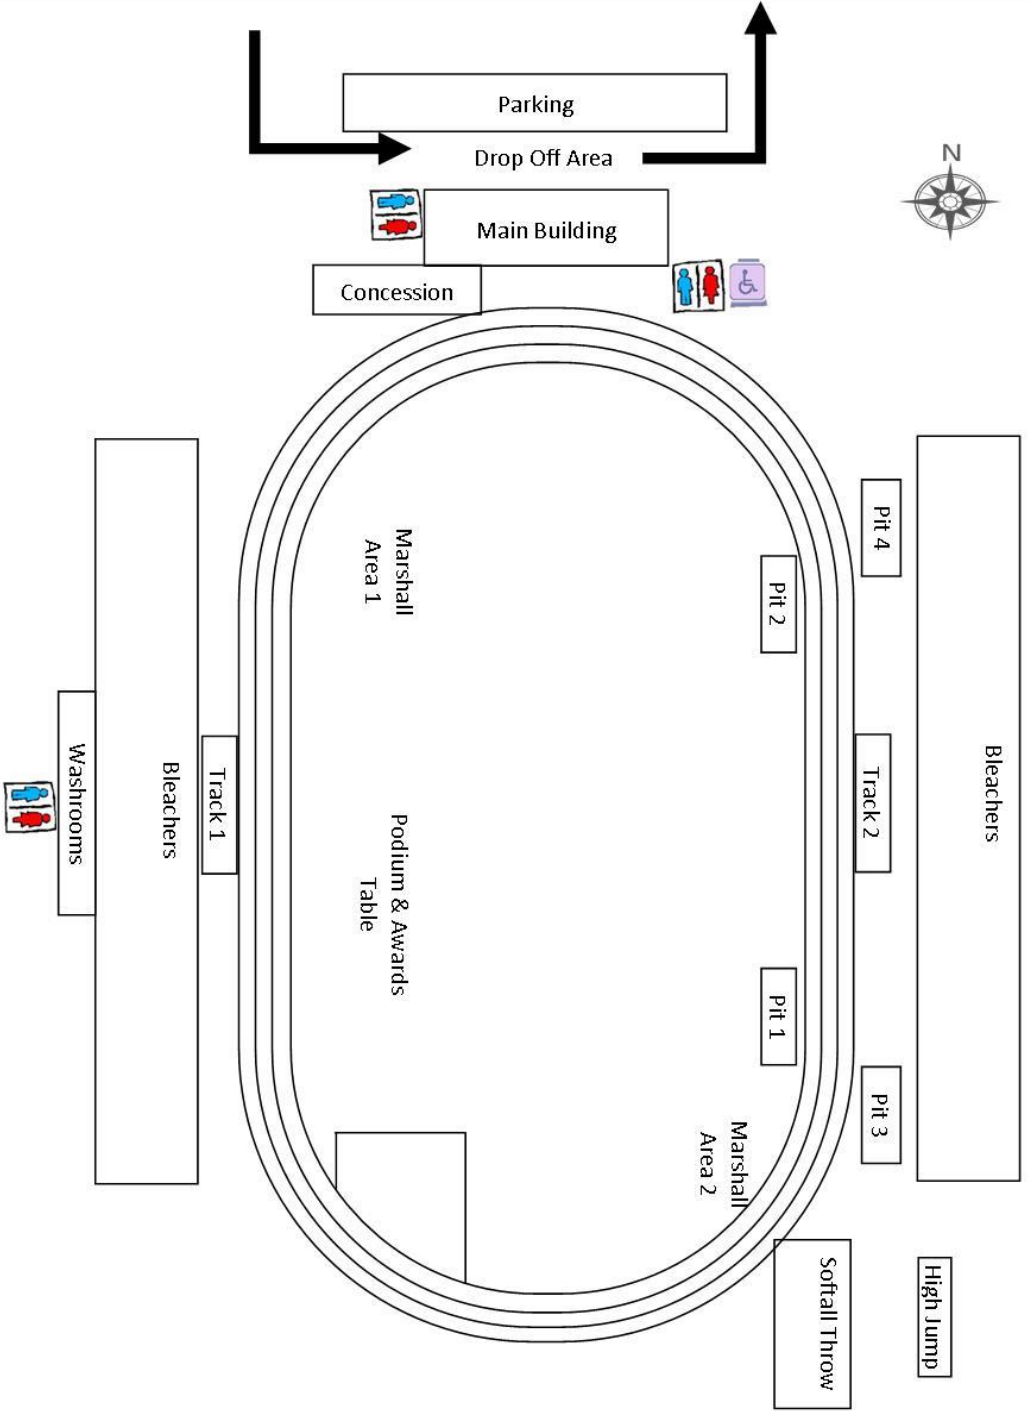 Parking
Drop Off Area
N
Main Building
Concession
Pit 4
Marshall
Area 1
Pit 2
Bleachers
Washrooms
Bleachers
Track 1
Track 2
Podium & Awards
Table
Pit 1
Pit 3
Marshall
Area 2
Softall Throw
High Jump